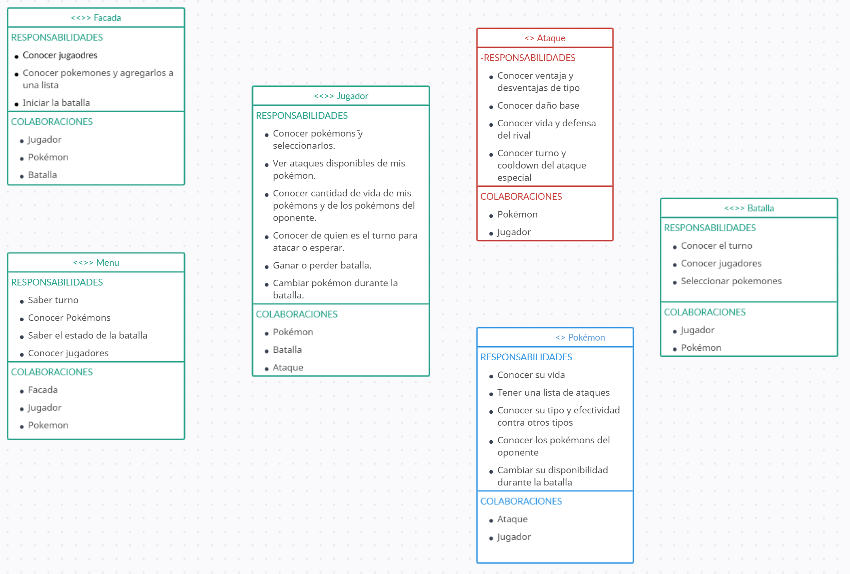 <<>> Facada
RESPONSABILIDADES
Conocer jugaodres
Conocer pokemones y agregarlos a
una lista
Iniciar la batalla
COLABORACIONES
Jugador
Pokémon
Batalla
<<>> Menu
RESPONSABILIDADES
Saber turno
Conocer Pokémons
Saber el estado de la batalla
Conocer jugadores
COLABORACIONES
Facada
Jugador
Pokemon
<<>> Jugador
RESPONSABILIDADES
Conocer pokémons y
seleccionarlos.
Ver ataques disponibles de mis
pokémon.
Conocer cantidad de vida de mis
pokémons y de los pokémons del
oponente.
Conocer de quien es el turno para
atacar o esperar.
Ganar o perder batalla.
Cambiar pokémon durante la
batalla.
COLABORACIONES
Pokémon
Batalla
Ataque
<> Ataque
-RESPONSABILIDADES
Conocer ventaja y
desventajas de tipo
Conocer daño base
Conocer vida y defensa
del rival
Conocer turno y
cooldown del ataque
especial
COLABORACIONES
Pokémon
Jugador
<> Pokémon
RESPONSABILIDADES
Conocer su vida
Tener una lista de ataques
Conocer su tipo y efectividad
contra otros tipos
Conocer los pokémons del
oponente
Cambiar su disponibilidad
durante la batalla
COLABORACIONES
Ataque
Jugador
<<>> Batalla
RESPONSABILIDADES
Conocer el turno
Conocer jugadores
Seleccionar pokemones
COLABORACIONES
Jugador
Pokémon